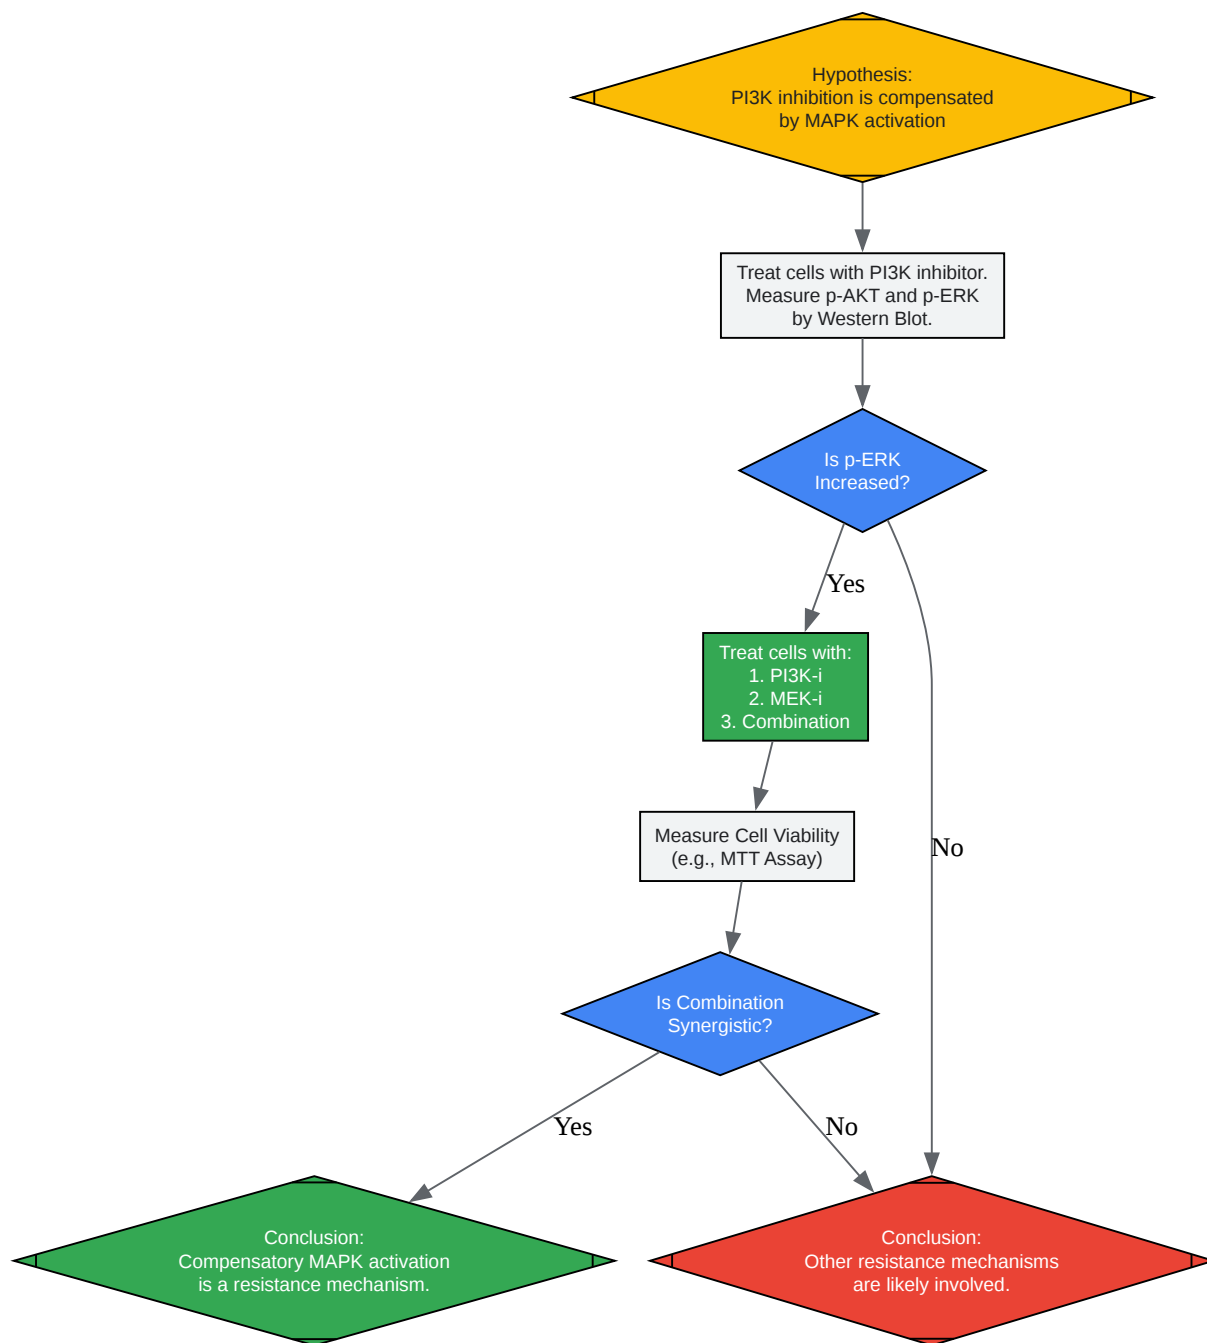 Hypothesis:
PI3K inhibition is compensated
by MAPK activation
Treat cells with PI3K inhibitor.
Measure p-AKT and p-ERK
by Western Blot.
Is p-ERK
Increased?
Yes
Treat cells with:
1. PI3K-i
2. MEK-i
3. Combination
Measure Cell Viability
(e.g., MTT Assay)
No
Is Combination
Synergistic?
Yes
No
Conclusion:
Compensatory MAPK activation
is a resistance mechanism.
Conclusion:
Other resistance mechanisms
are likely involved.